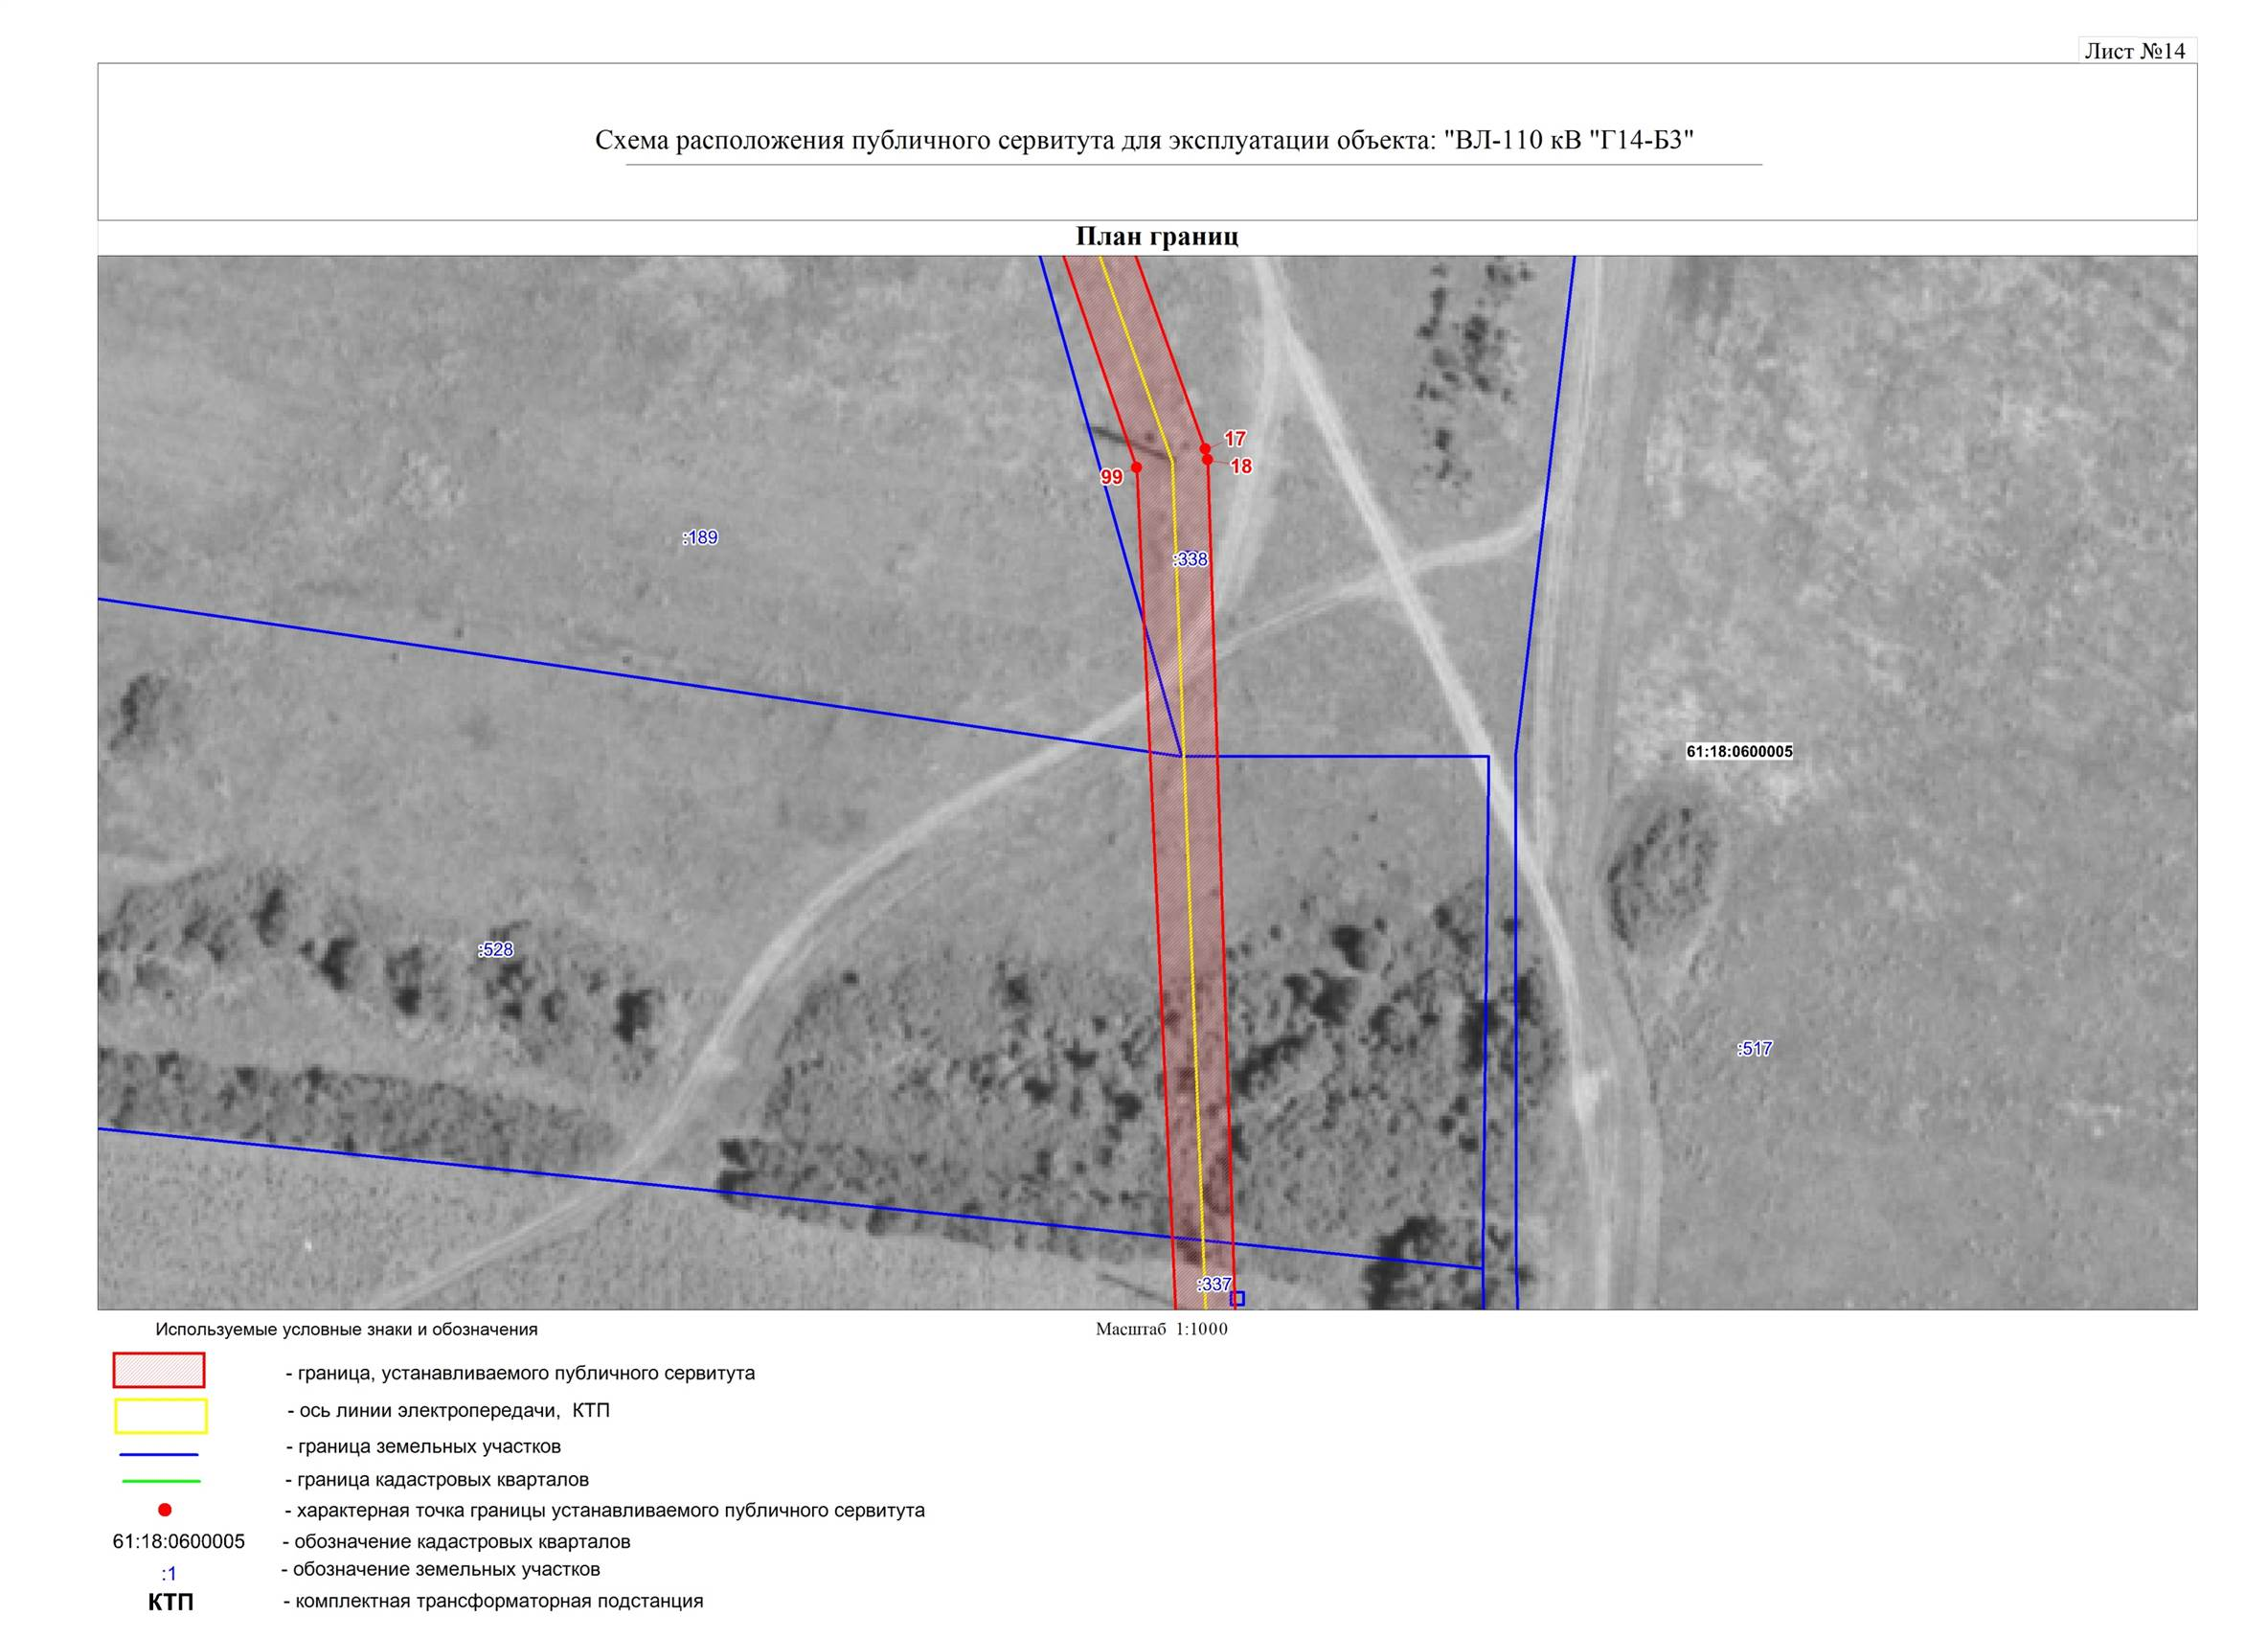 Лист №14
Схема расположения публичного сервитута для эксплуатации объекта: "ВЛ-110 кВ "Г14-Б3"
План границ
17
18
99
:189
:338
61:18:0600005
:528
:517
:337
Используемые условные знаки и обозначения
Масштаб 1:1000
- граница, устанавливаемого публичного сервитута
- ось линии электропередачи, КТП
- граница земельных участков
- граница кадастровых кварталов
- характерная точка границы устанавливаемого публичного сервитута
61:18:0600005 - обозначение кадастровых кварталов
:1 - обозначение земельных участков
КТП - комплектная трансформаторная подстанция